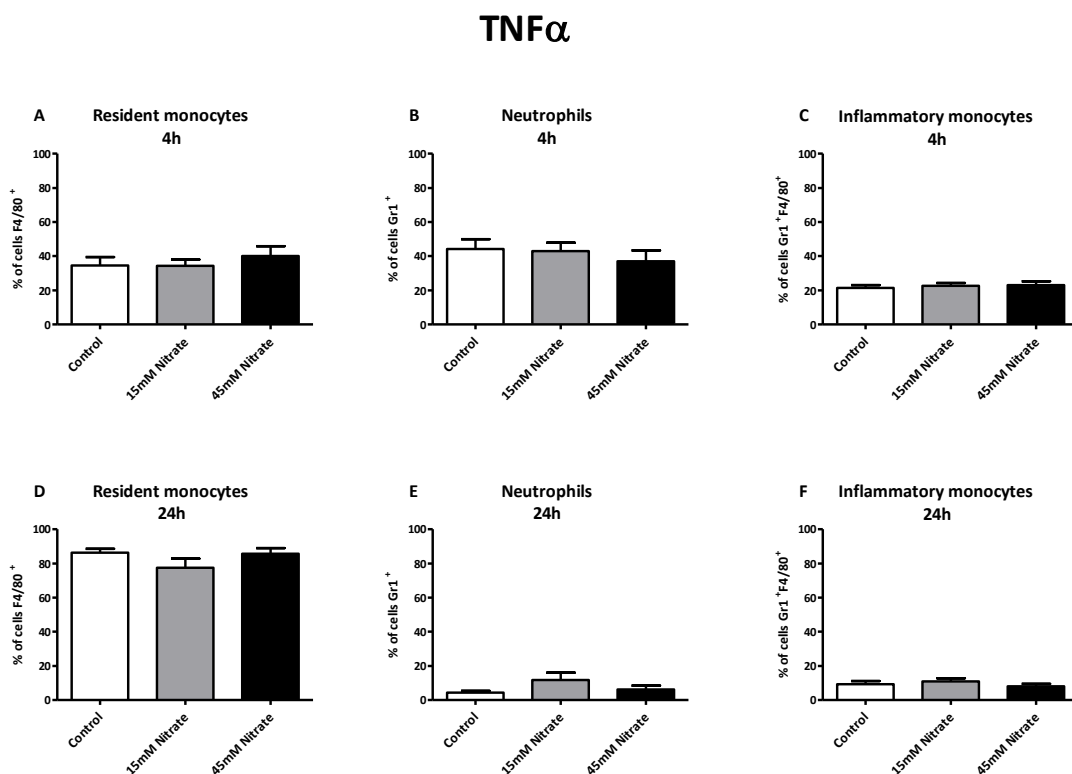 TNFα
A Resident monocytes
4h
% of cells F4/80 +
100
80
60
40
20
0
Control
15mM Nitrate
45mM Nitrate
B Neutrophils
4h
% of cells Gr1 +
100
80
60
40
20
0
Control
15mM Nitrate
45mM Nitrate
C Inflammatory monocytes
4h
% of cells Gr1 +F4/80+
100
80
60
40
20
0
Control
15mM Nitrate
45mM Nitrate
D Resident monocytes
24h
% of cells F4/80 +
100
80
60
40
20
0
Control
15mM Nitrate
45mM Nitrate
E Neutrophils
24h
% of cells Gr1 +
100
80
60
40
20
0
Control
15mM Nitrate
45mM Nitrate
F Inflammatory monocytes
24h
% of cells Gr1 +F4/80+
100
80
60
40
20
0
Control
15mM Nitrate
45mM Nitrate